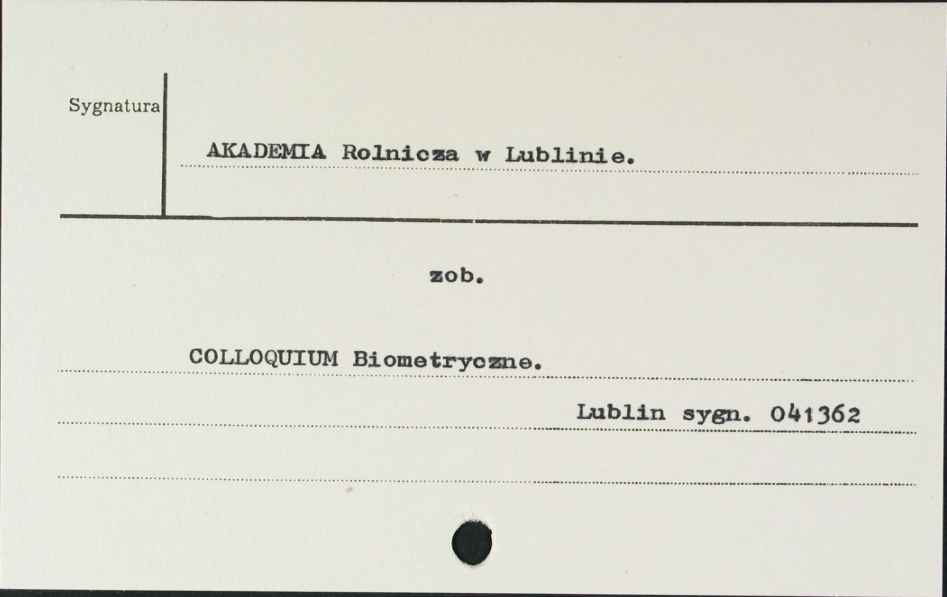 Sygnatura
AKADEMIA Rolnicza w Lublinie.
zob.
COLLOQUIUM Biometryczne.
Lublin sygn. 041362